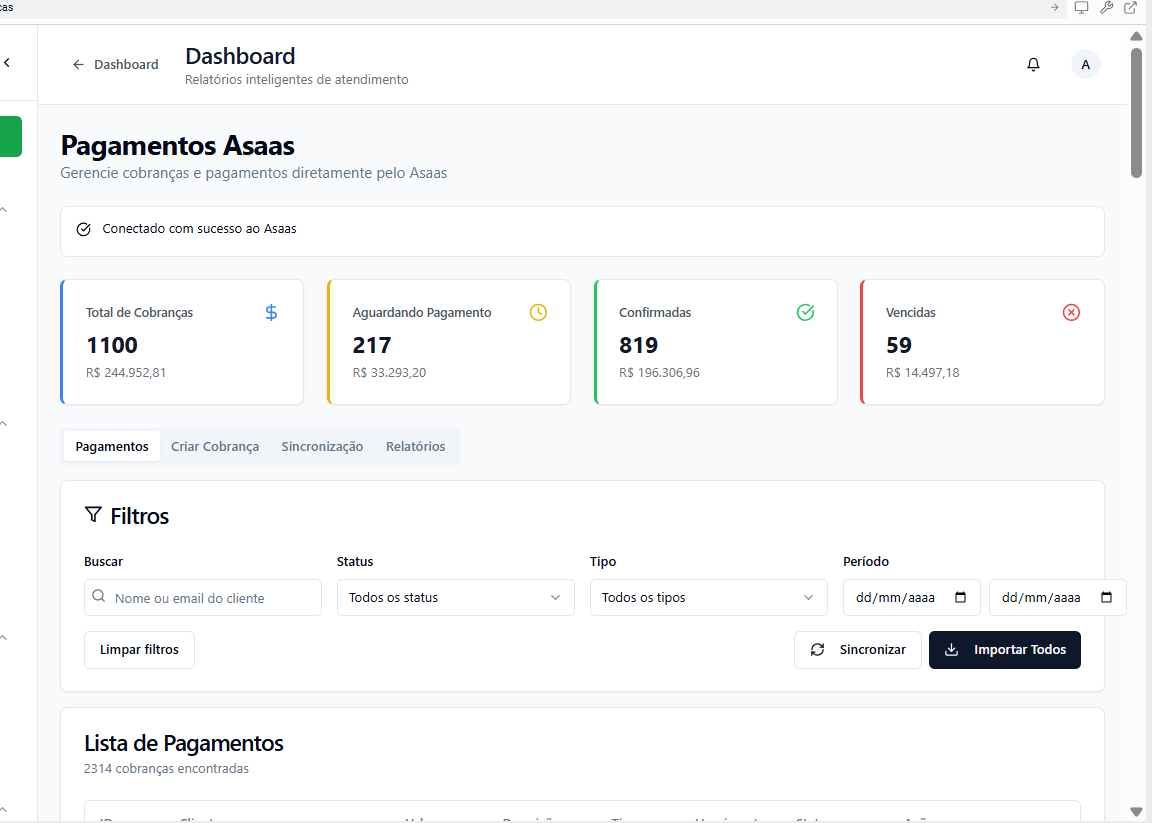 Dashboard
Dashboard
Relatórios inteligentes de atendimento
A
Pagamentos Asaas
Gerencie cobranças e pagamentos diretamente pelo Asaas
Conectado com sucesso ao Asaas
Total de Cobranças
1100
R$ 244.952,81
Aguardando Pagamento
217
R$ 33.293,20
Confirmadas
819
R$ 196.306,96
Vencidas
59
R$ 14.497,18
Pagamentos Criar Cobrança Sincronização Relatórios
Filtros
Buscar Status Tipo Período
Nome ou email do cliente Todos os status Todos os tipos dd/mm/aaaa dd/mm/aaaa
Limpar filtros Sincronizar Importar Todos
Lista de Pagamentos
2314 cobranças encontradas